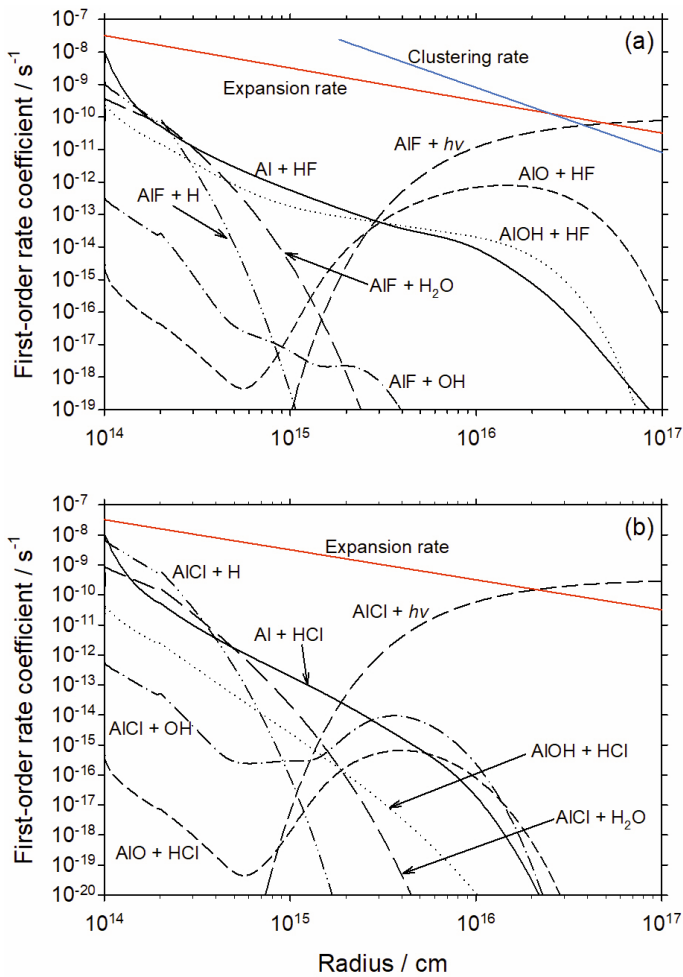 (a)
First-order rate coefficient / s⁻¹
10⁻⁷
10⁻⁸
10⁻⁹
10⁻¹⁰
10⁻¹¹
10⁻¹²
10⁻¹³
10⁻¹⁴
10⁻¹⁵
10⁻¹⁶
10⁻¹⁷
10⁻¹⁸
10⁻¹⁹
Clustering rate
Expansion rate
AlF + hν
Al + HF
AlO + HF
AlF + H
AlOH + HF
AlF + H₂O
AlF + OH
10¹⁴
10¹⁵
10¹⁶
10¹⁷
(b)
First-order rate coefficient / s⁻¹
10⁻⁷
10⁻⁸
10⁻⁹
10⁻¹⁰
10⁻¹¹
10⁻¹²
10⁻¹³
10⁻¹⁴
10⁻¹⁵
10⁻¹⁶
10⁻¹⁷
10⁻¹⁸
10⁻¹⁹
10⁻²⁰
Expansion rate
AlCl + H
AlCl + hν
Al + HCl
AlCl + OH
AlOH + HCl
AlCl + H₂O
AlO + HCl
10¹⁴
10¹⁵
10¹⁶
10¹⁷
Radius / cm